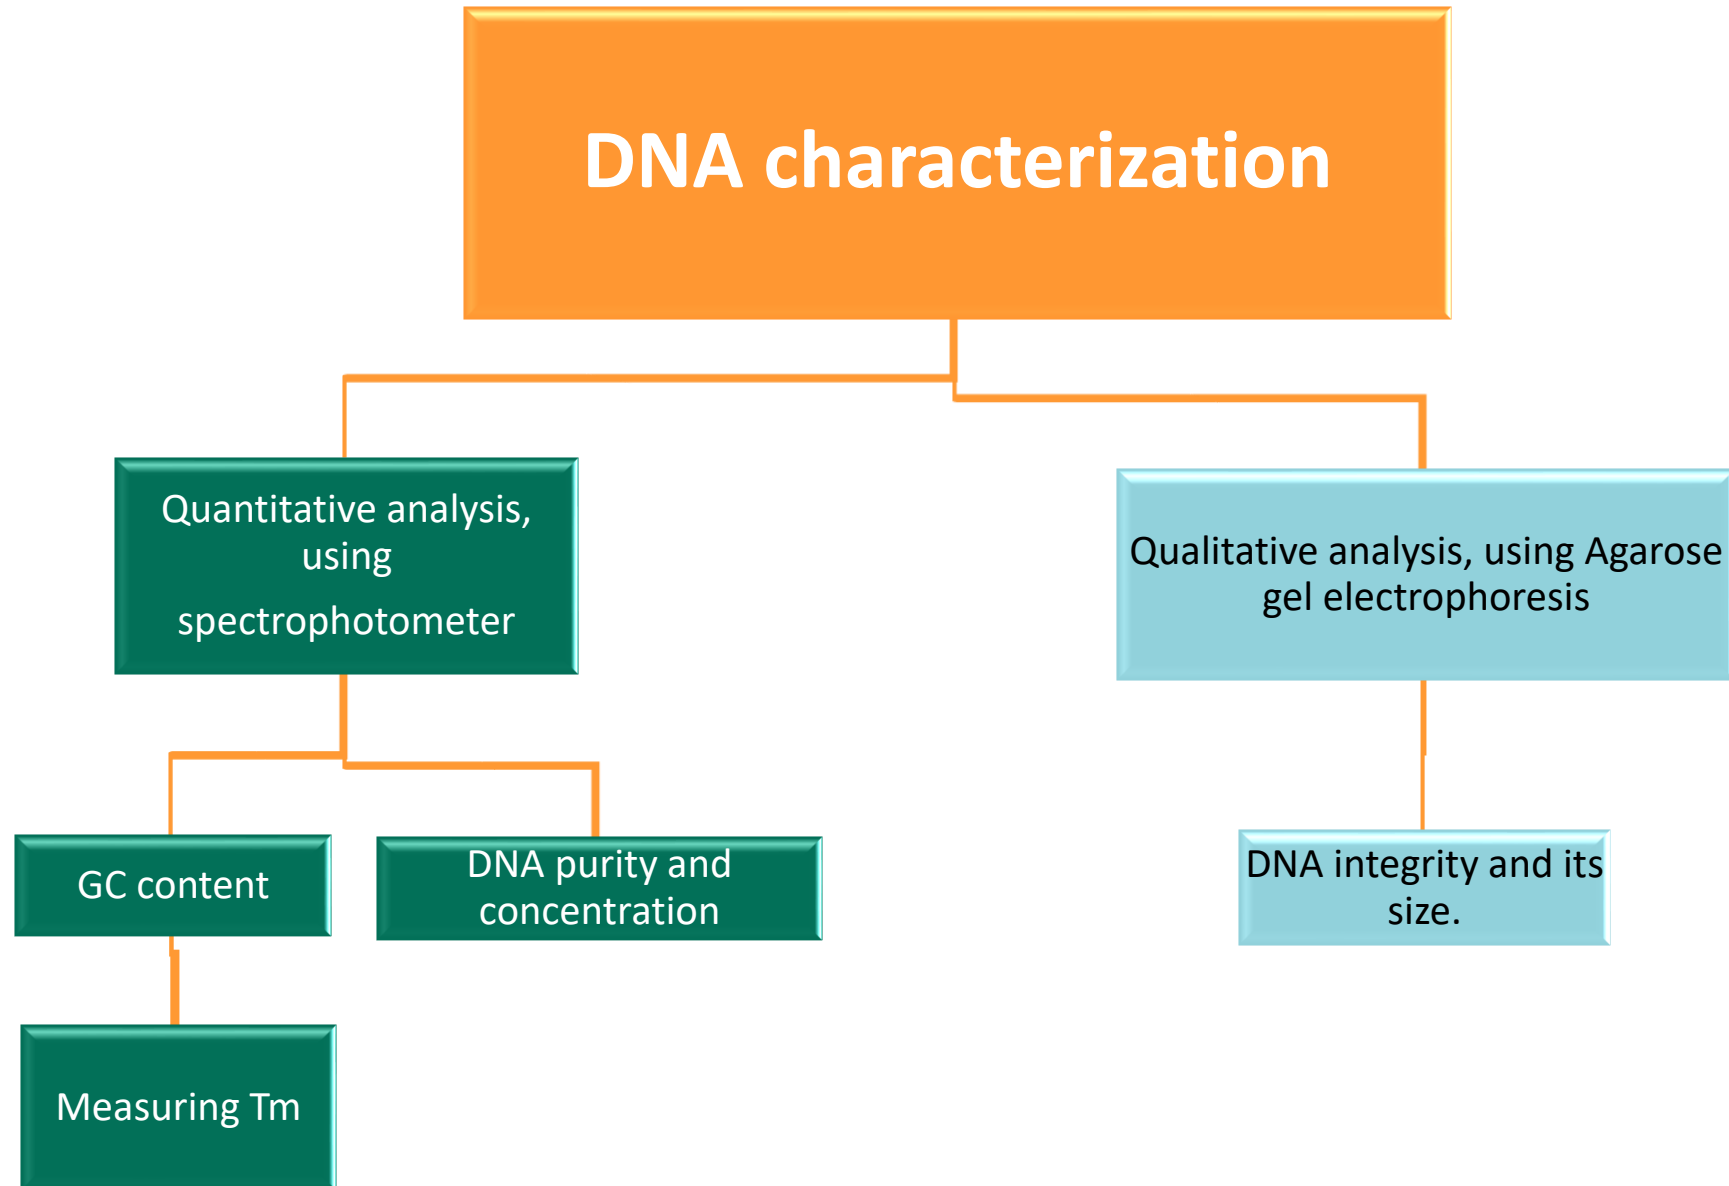 DNA characterization
Quantitative analysis,
using
spectrophotometer
Qualitative analysis, using Agarose
gel electrophoresis
GC content
DNA purity and
concentration
DNA integrity and its
size.
Measuring Tm